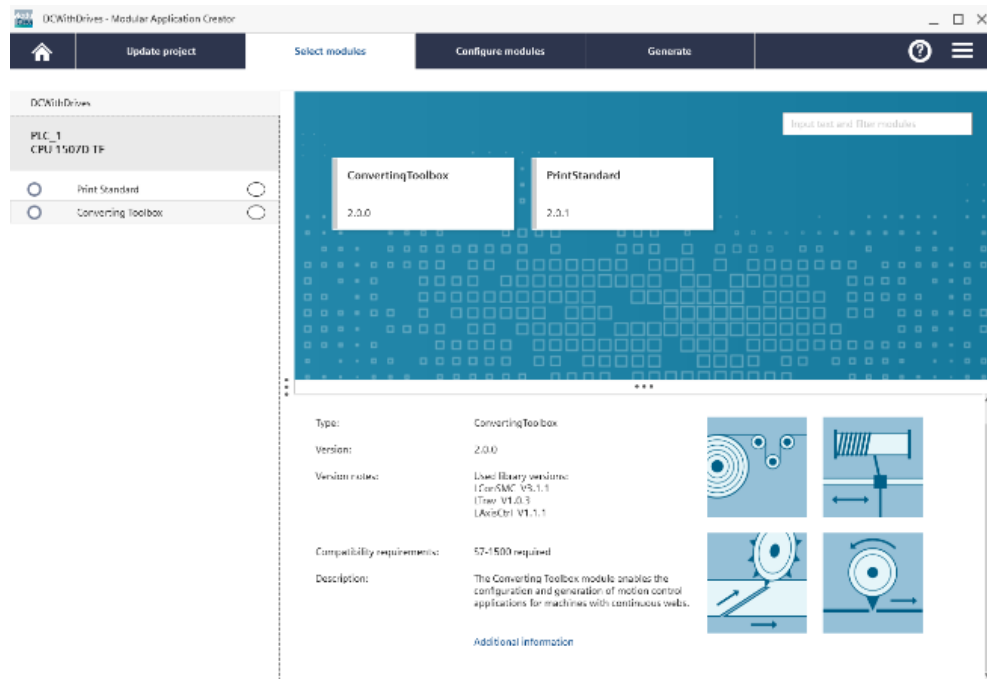 DCWithDrives - Modular Application Creator
Update project
Select modules
Configure modules
Generate
DCWithDrives
PLC_1
CPU 1507D TF
Print Standard
Converting Toolbox
Input text and filter modules
ConvertingToolbox
2.0.0
PrintStandard
2.0.1
Type: ConvertingToolbox
Version: 2.0.0
Version notes: Used library versions:
LConSMC V3.1.1
LTrav V1.0.3
LAxisCtrl V1.1.1
Compatibility requirements: S7-1500 required
Description: The Converting Toolbox module enables the
configuration and generation of motion control
applications for machines with continuous webs.
Additional information